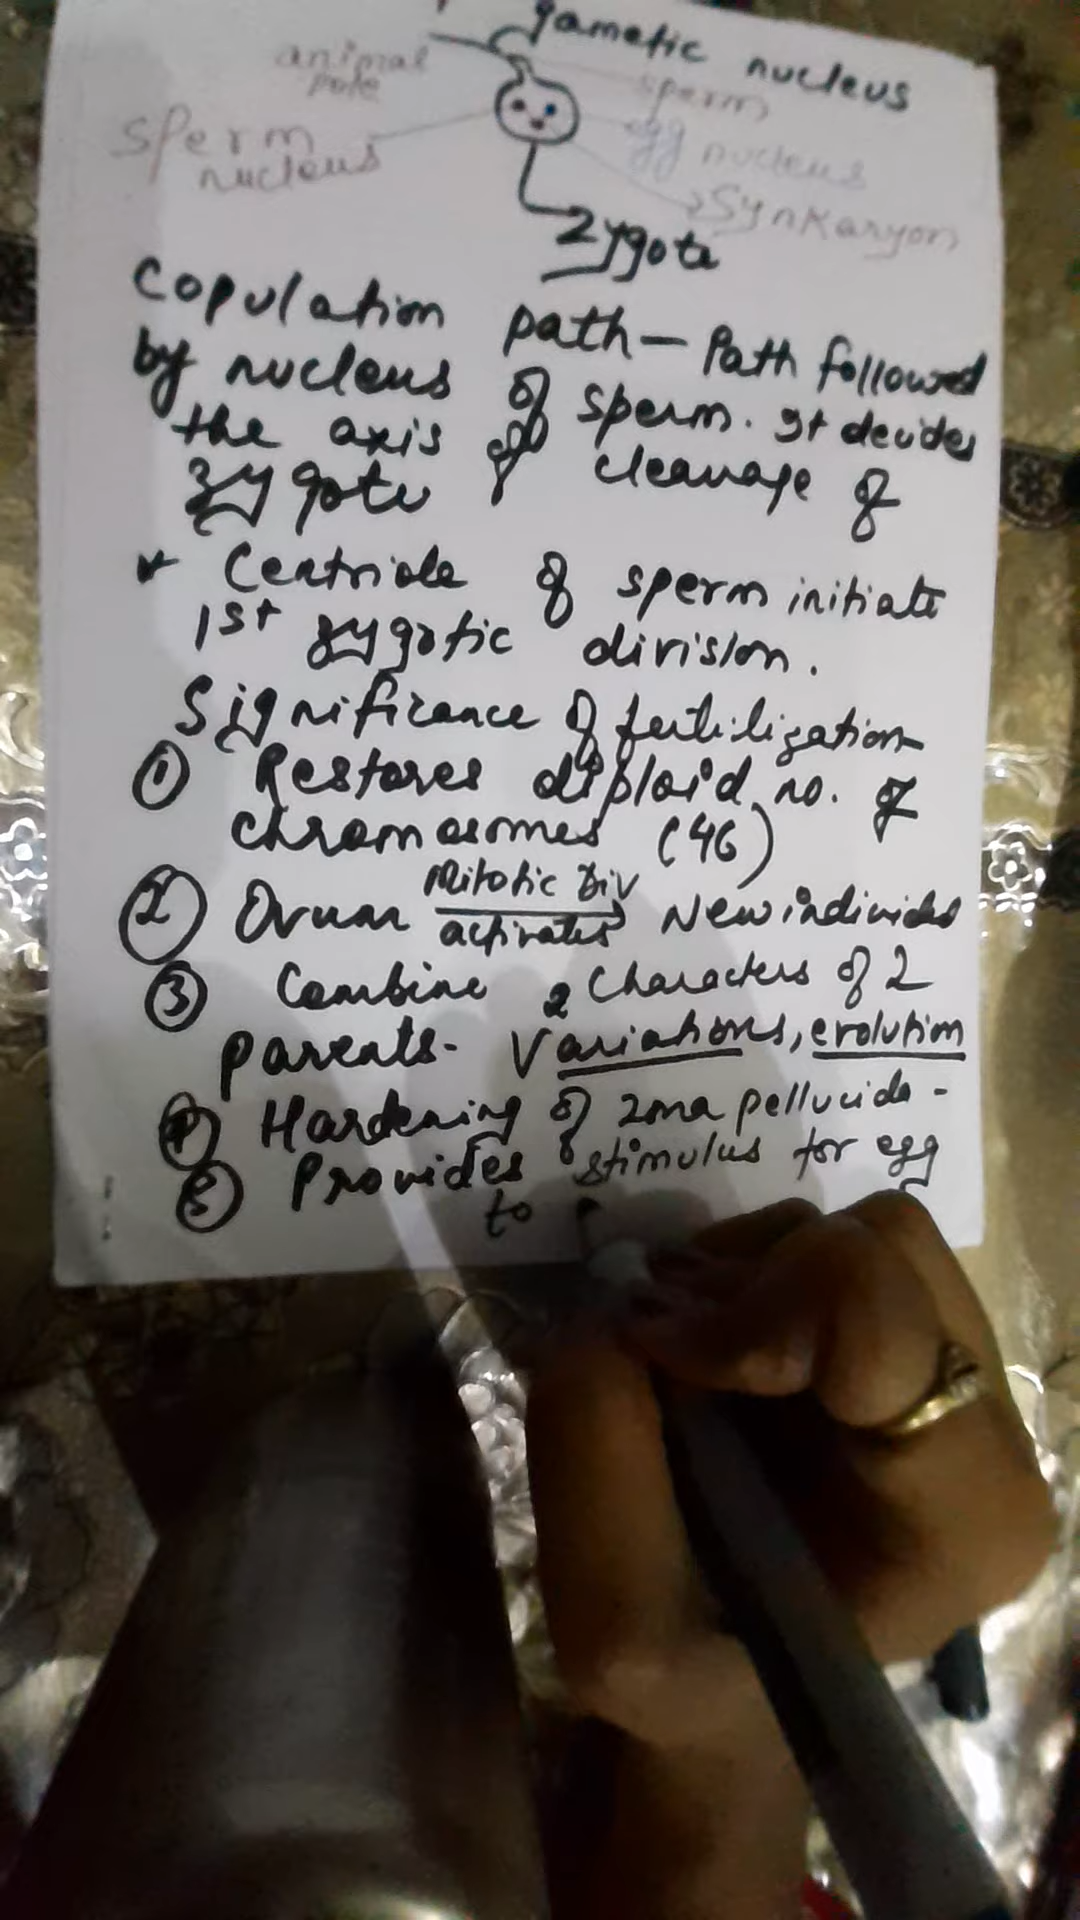 gametic nucleus
animal
pole
sperm
sperm
nucleus
egg nucleus
Synkaryon
Zygote
Copulation path — Path followed
by nucleus of sperm. It decides
the axis of cleavage of
zygote
* Centriole of sperm initiate
1st zygotic division.
Significance of fertilization
① Restores diploid no. of
chromosomes (46)
② Ovum Mitotic Div activates New individual
③ Combine 2 Characters of 2
parents. Variations, evolution
④ Hardening of zona pellucida -
⑤ Provides stimulus for egg
to